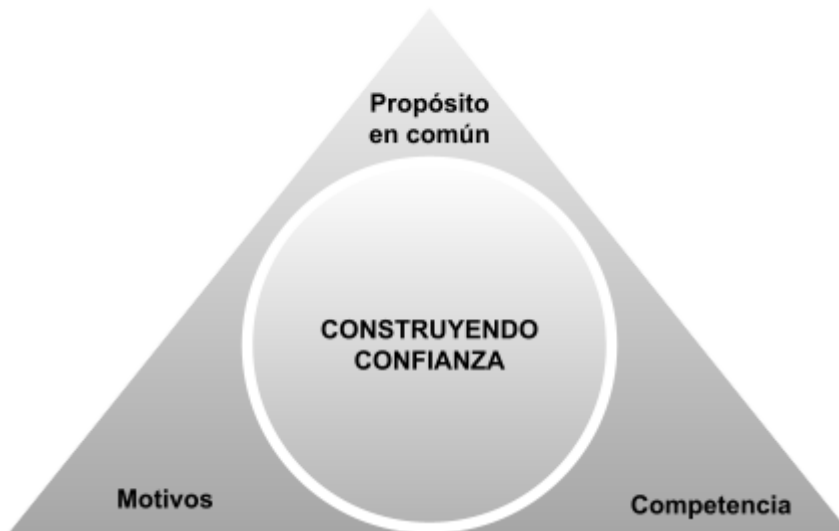 Propósito
en común
CONSTRUYENDO
CONFIANZA
Motivos
Competencia